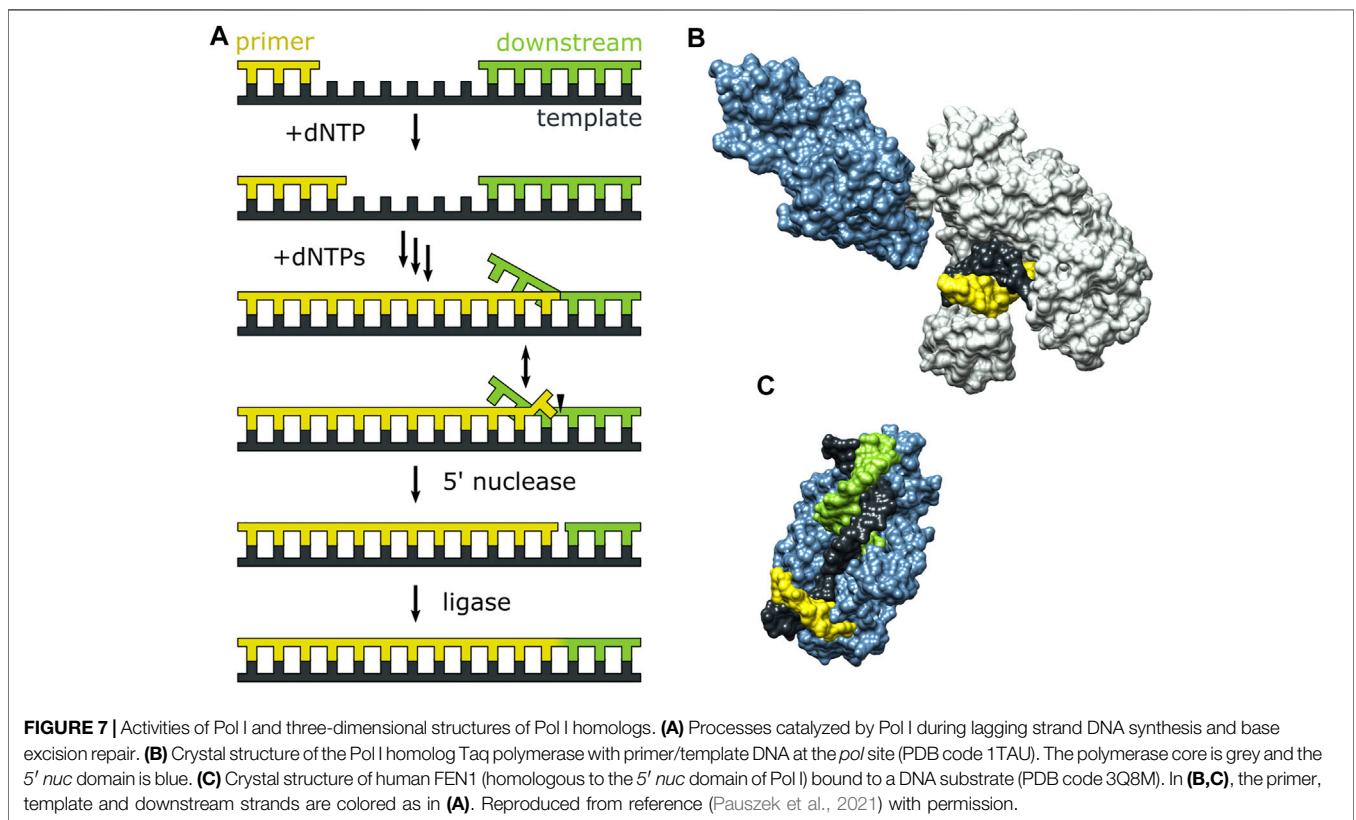 A
primer
downstream
template
+dNTP
+dNTPs
5' nuclease
ligase
B
C
FIGURE 7 | Activities of Pol I and three-dimensional structures of Pol I homologs. (A) Processes catalyzed by Pol I during lagging strand DNA synthesis and base
excision repair. (B) Crystal structure of the Pol I homolog Taq polymerase with primer/template DNA at the pol site (PDB code 1TAU). The polymerase core is grey and the
5′ nuc domain is blue. (C) Crystal structure of human FEN1 (homologous to the 5′ nuc domain of Pol I) bound to a DNA substrate (PDB code 3Q8M). In (B,C), the primer,
template and downstream strands are colored as in (A). Reproduced from reference (Pauszek et al., 2021) with permission.